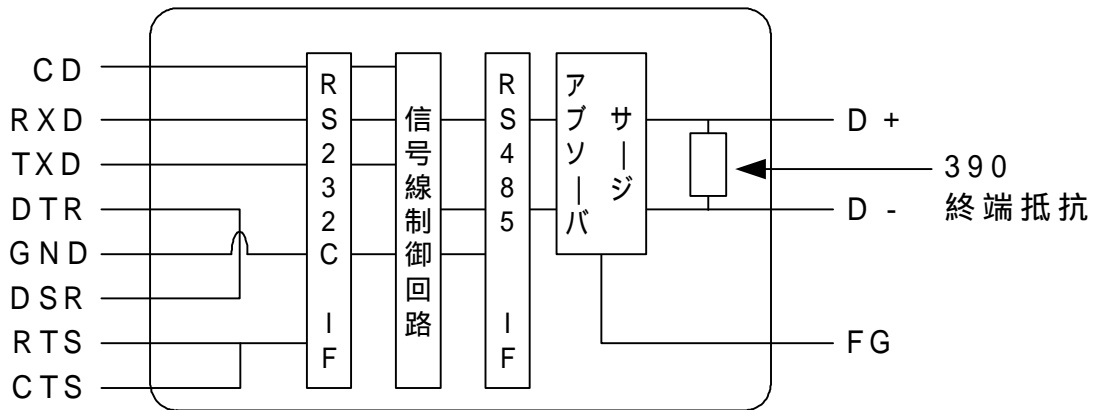 CD
RXD
TXD
DTR
GND
DSR
RTS
CTS
RS232C IF
信号線制御回路
RS485 IF
サージ
アブソーバ
D +
D -
FG
390
終端抵抗